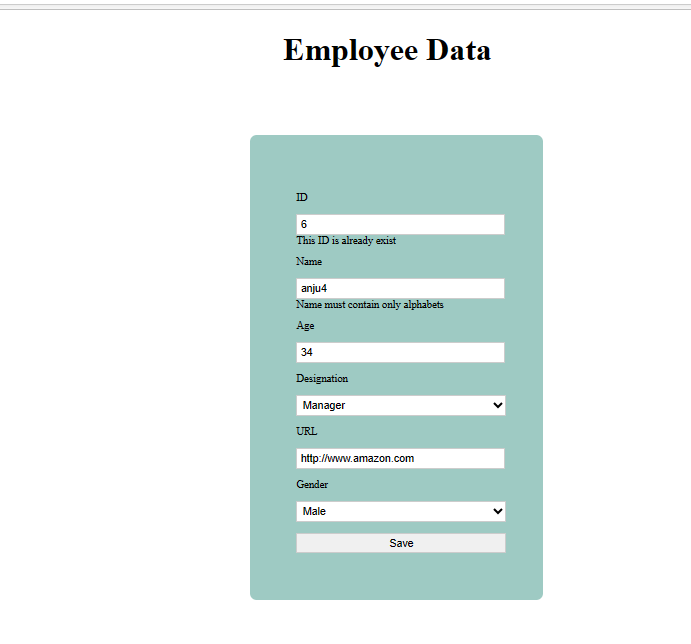 Employee Data
ID
6
This ID is already exist
Name
anju4
Name must contain only alphabets
Age
34
Designation
Manager
URL
http://www.amazon.com
Gender
Male
Save